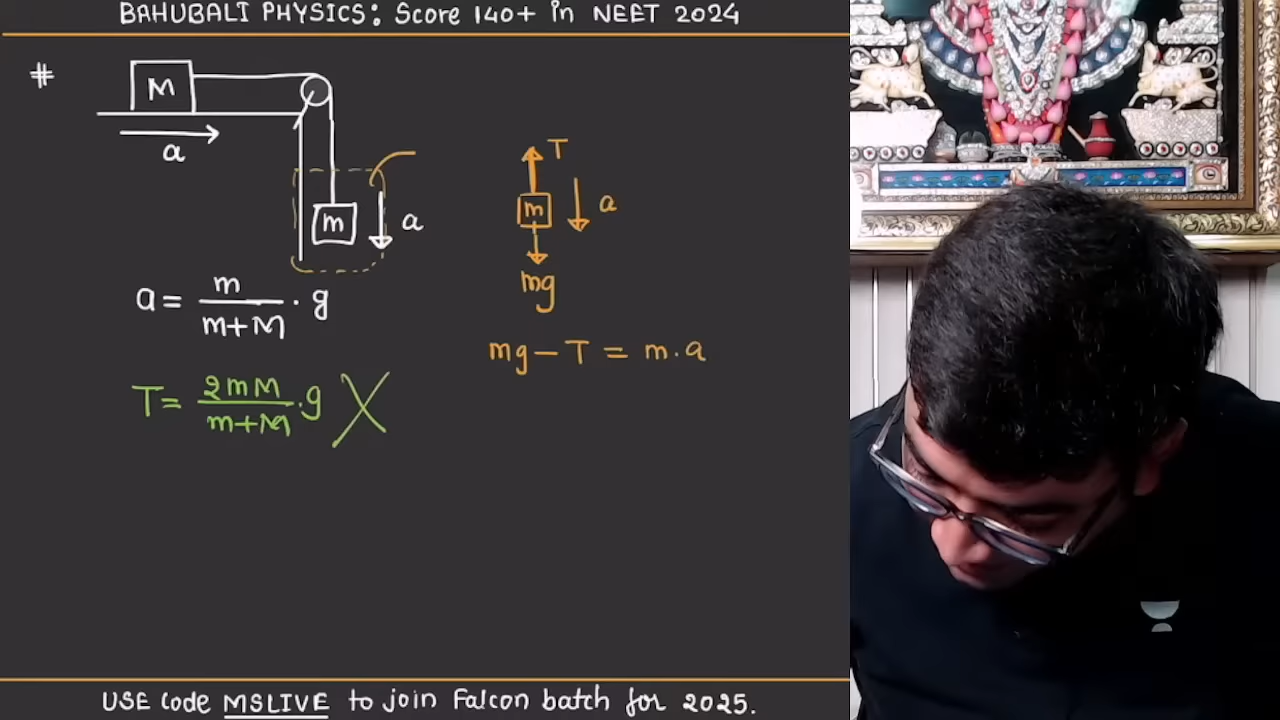 BAHUBALI PHYSICS: Score 140+ in NEET 2024
#
M
a
m
a
T
m
a
mg
a = m/(m+M) · g
mg − T = m.a
T = 2mM/(m+M) · g X
USE Code MSLIVE to join Falcon batch for 2025.